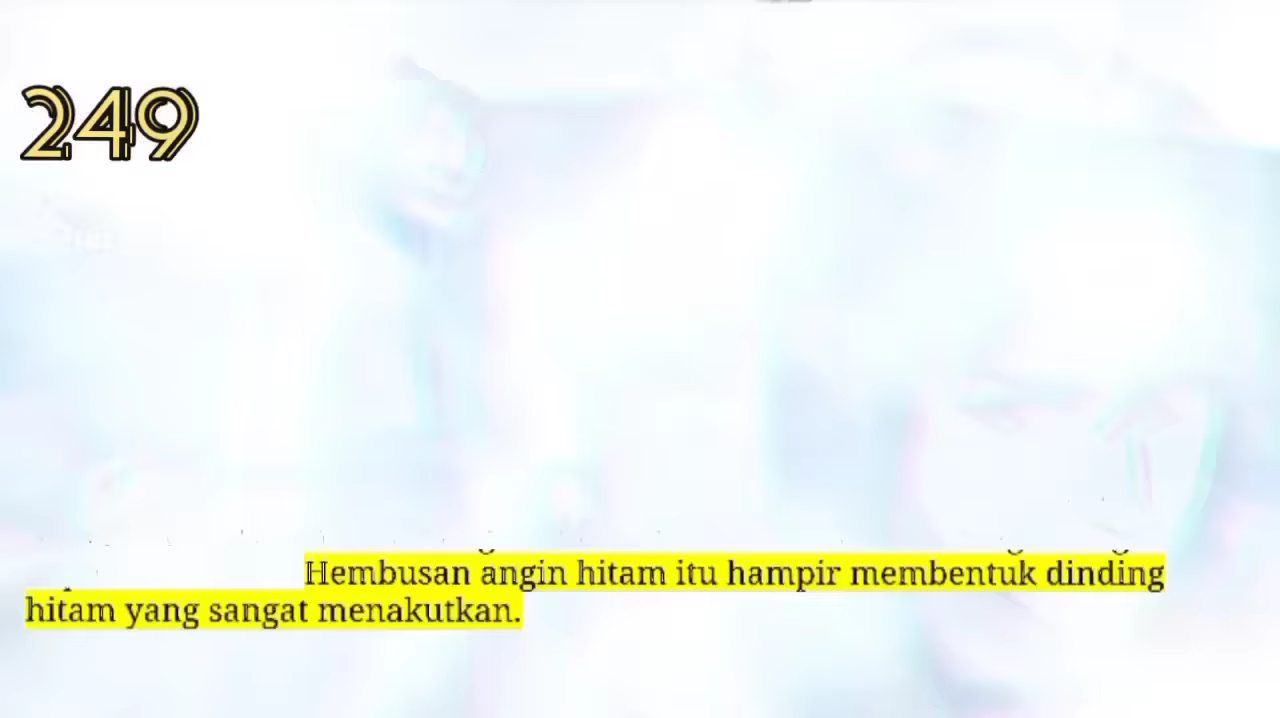 249
Hembusan angin hitam itu hampir membentuk dinding
hitam yang sangat menakutkan.